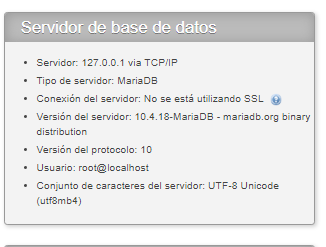 Servidor de base de datos
Servidor: 127.0.0.1 via TCP/IP
Tipo de servidor: MariaDB
Conexión del servidor: No se está utilizando SSL
Versión del servidor: 10.4.18-MariaDB - mariadb.org binary
distribution
Versión del protocolo: 10
Usuario: root@localhost
Conjunto de caracteres del servidor: UTF-8 Unicode
(utf8mb4)